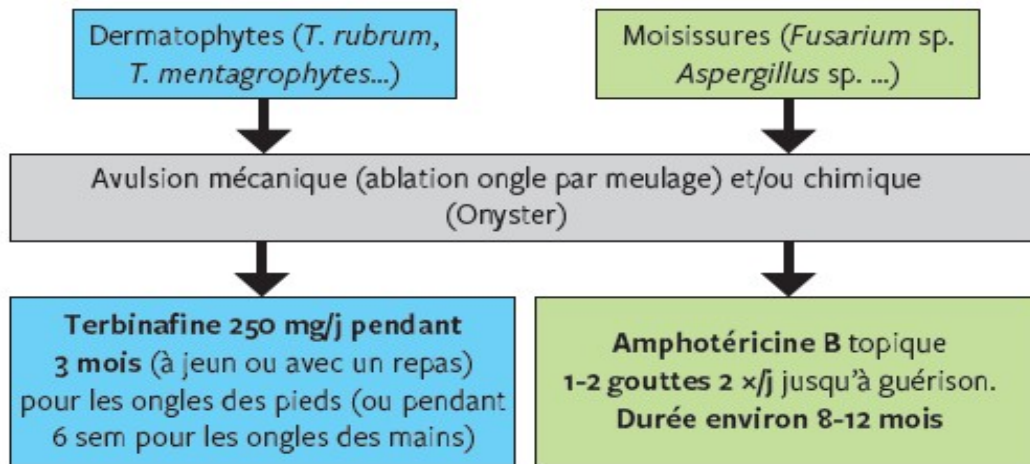 Dermatophytes (T. rubrum,
T. mentagrophytes...)
Moisissures (Fusarium sp.
Aspergillus sp. ...)
Avulsion mécanique (ablation ongle par meulage) et/ou chimique
(Onyster)
Terbinafine 250 mg/j pendant
3 mois (à jeun ou avec un repas)
pour les ongles des pieds (ou pendant
6 sem pour les ongles des mains)
Amphotéricine B topique
1-2 gouttes 2 ×/j jusqu'à guérison.
Durée environ 8-12 mois